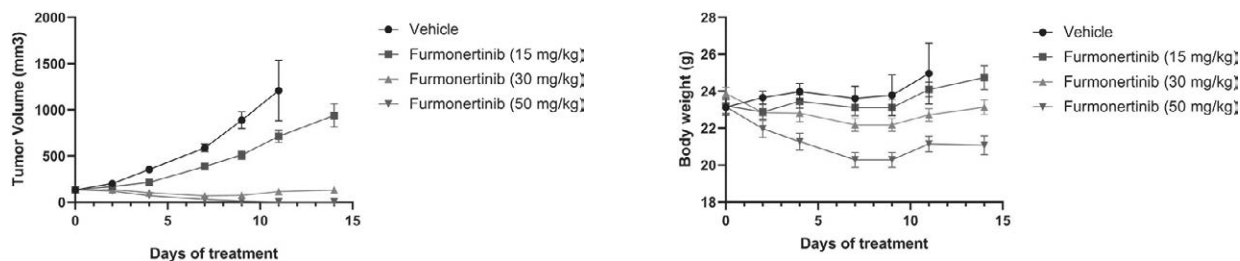 Tumor Volume (mm3)
2000
1500
1000
500
0
0
5
10
15
Days of treatment
Vehicle
Furmonertinib (15 mg/kg)
Furmonertinib (30 mg/kg)
Furmonertinib (50 mg/kg)
Body weight (g)
28
26
24
22
20
18
0
5
10
15
Days of treatment
Vehicle
Furmonertinib (15 mg/kg)
Furmonertinib (30 mg/kg)
Furmonertinib (50 mg/kg)